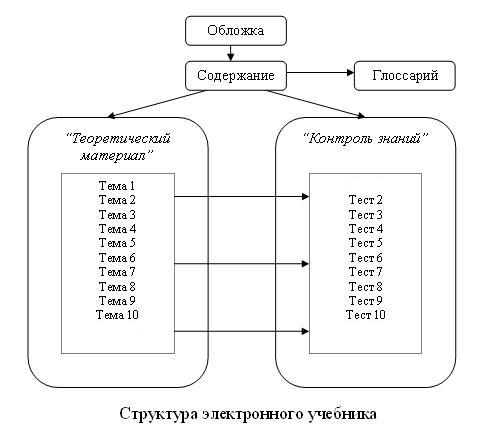 Обложка
Содержание
Глоссарий
“Теоретический
материал”
Тема 1
Тема 2
Тема 3
Тема 4
Тема 5
Тема 6
Тема 7
Тема 8
Тема 9
Тема 10
“Контроль знаний”
Тест 2
Тест 3
Тест 4
Тест 5
Тест 6
Тест 7
Тест 8
Тест 9
Тест 10
Структура электронного учебника